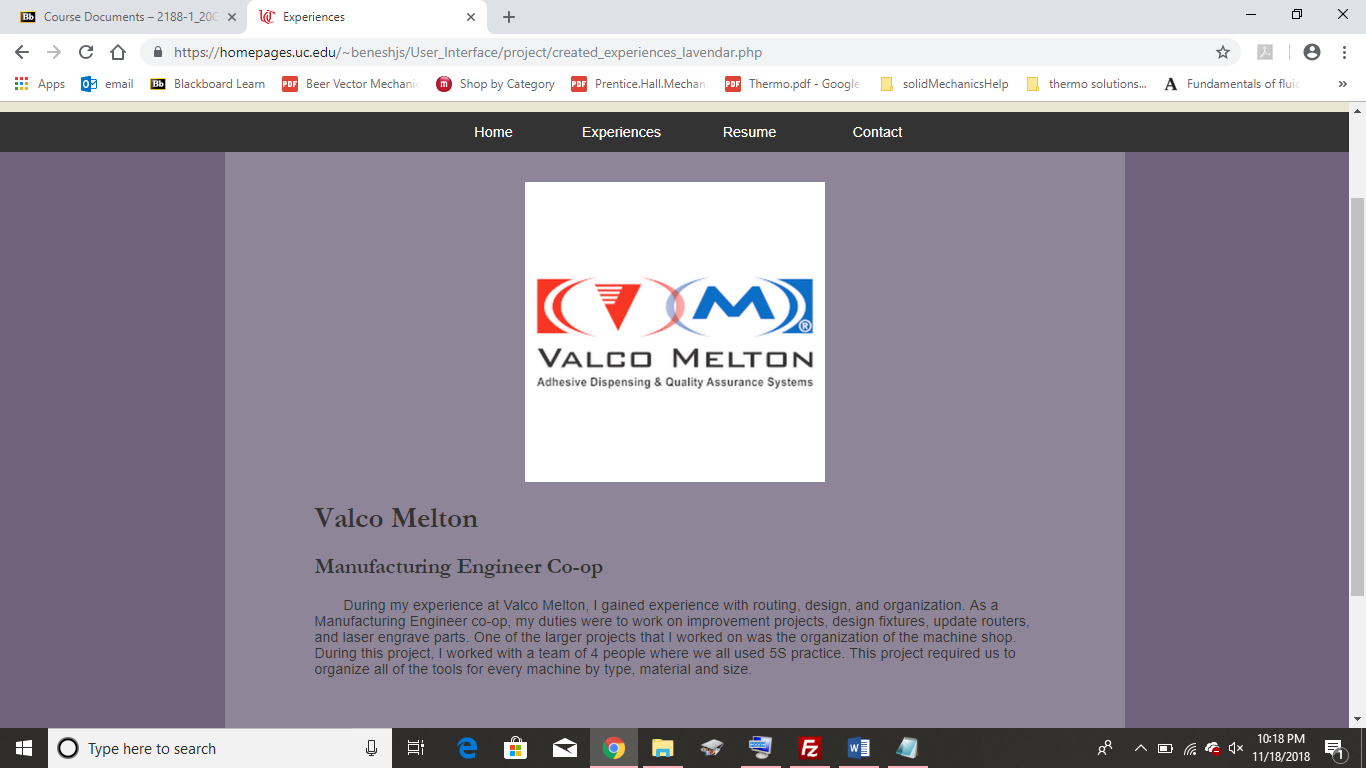 Course Documents – 2188-1_20
Experiences
https://homepages.uc.edu/~beneshjs/User_Interface/project/created_experiences_lavendar.php
Apps
email
Bb
Blackboard Learn
PDF
Beer Vector Mechani
m
Shop by Category
PDF
Prentice.Hall.Mechan
PDF
Thermo.pdf - Google
solidMechanicsHelp
thermo solutions...
A
Fundamentals of fluid
»
Home Experiences Resume Contact
V M ®
VALCO MELTON
Adhesive Dispensing & Quality Assurance Systems
Valco Melton
Manufacturing Engineer Co-op
During my experience at Valco Melton, I gained experience with routing, design, and organization. As a
Manufacturing Engineer co-op, my duties were to work on improvement projects, design fixtures, update routers,
and laser engrave parts. One of the larger projects that I worked on was the organization of the machine shop.
During this project, I worked with a team of 4 people where we all used 5S practice. This project required us to
organize all of the tools for every machine by type, material and size.
Type here to search
10:18 PM
11/18/2018
1